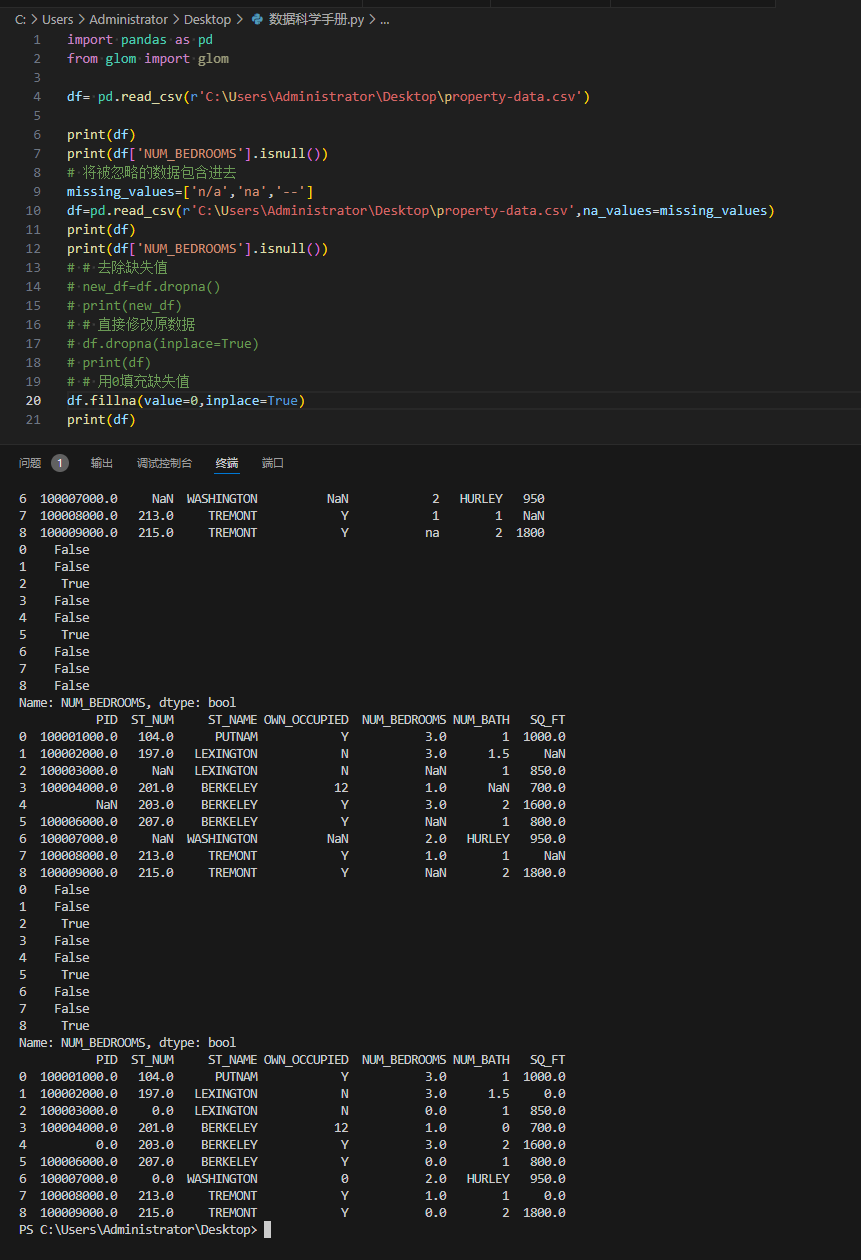 C: > Users > Administrator > Desktop > 数据科学手册.py > ...
1 import pandas as pd
2 from glom import glom
3
4 df= pd.read_csv(r'C:\Users\Administrator\Desktop\property-data.csv')
5
6 print(df)
7 print(df['NUM_BEDROOMS'].isnull())
8 # 将被忽略的数据包含进去
9 missing_values=['n/a','na','--']
10 df=pd.read_csv(r'C:\Users\Administrator\Desktop\property-data.csv',na_values=missing_values)
11 print(df)
12 print(df['NUM_BEDROOMS'].isnull())
13 # # 去除缺失值
14 # new_df=df.dropna()
15 # print(new_df)
16 # # 直接修改原数据
17 # df.dropna(inplace=True)
18 # print(df)
19 # # 用0填充缺失值
20 df.fillna(value=0,inplace=True)
21 print(df)
问题 1 输出 调试控制台 终端 端口
6 100007000.0 NaN WASHINGTON NaN 2 HURLEY 950
7 100008000.0 213.0 TREMONT Y 1 1 NaN
8 100009000.0 215.0 TREMONT Y na 2 1800
0 False
1 False
2 True
3 False
4 False
5 True
6 False
7 False
8 False
Name: NUM_BEDROOMS, dtype: bool
PID ST_NUM ST_NAME OWN_OCCUPIED NUM_BEDROOMS NUM_BATH SQ_FT
0 100001000.0 104.0 PUTNAM Y 3.0 1 1000.0
1 100002000.0 197.0 LEXINGTON N 3.0 1.5 NaN
2 100003000.0 NaN LEXINGTON N NaN 1 850.0
3 100004000.0 201.0 BERKELEY 12 1.0 NaN 700.0
4 NaN 203.0 BERKELEY Y 3.0 2 1600.0
5 100006000.0 207.0 BERKELEY Y NaN 1 800.0
6 100007000.0 NaN WASHINGTON NaN 2.0 HURLEY 950.0
7 100008000.0 213.0 TREMONT Y 1.0 1 NaN
8 100009000.0 215.0 TREMONT Y NaN 2 1800.0
0 False
1 False
2 True
3 False
4 False
5 True
6 False
7 False
8 True
Name: NUM_BEDROOMS, dtype: bool
PID ST_NUM ST_NAME OWN_OCCUPIED NUM_BEDROOMS NUM_BATH SQ_FT
0 100001000.0 104.0 PUTNAM Y 3.0 1 1000.0
1 100002000.0 197.0 LEXINGTON N 3.0 1.5 0.0
2 100003000.0 0.0 LEXINGTON N 0.0 1 850.0
3 100004000.0 201.0 BERKELEY 12 1.0 0 700.0
4 0.0 203.0 BERKELEY Y 3.0 2 1600.0
5 100006000.0 207.0 BERKELEY Y 0.0 1 800.0
6 100007000.0 0.0 WASHINGTON 0 2.0 HURLEY 950.0
7 100008000.0 213.0 TREMONT Y 1.0 1 0.0
8 100009000.0 215.0 TREMONT Y 0.0 2 1800.0
PS C:\Users\Administrator\Desktop>